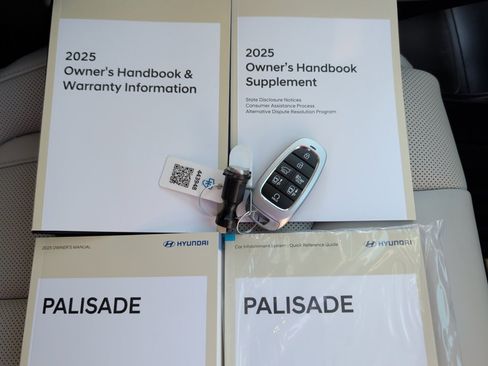 2025
Owner's Handbook &
Warranty Information
2025
Owner's Handbook
Supplement
State Disclosure Notices
Consumer Assistance Process
Alternative Dispute Resolution Program
443948
2025 OWNER'S MANUAL
HYUNDAI
PALISADE
Car Infotainment System - Quick Reference Guide
HYUNDAI
PALISADE